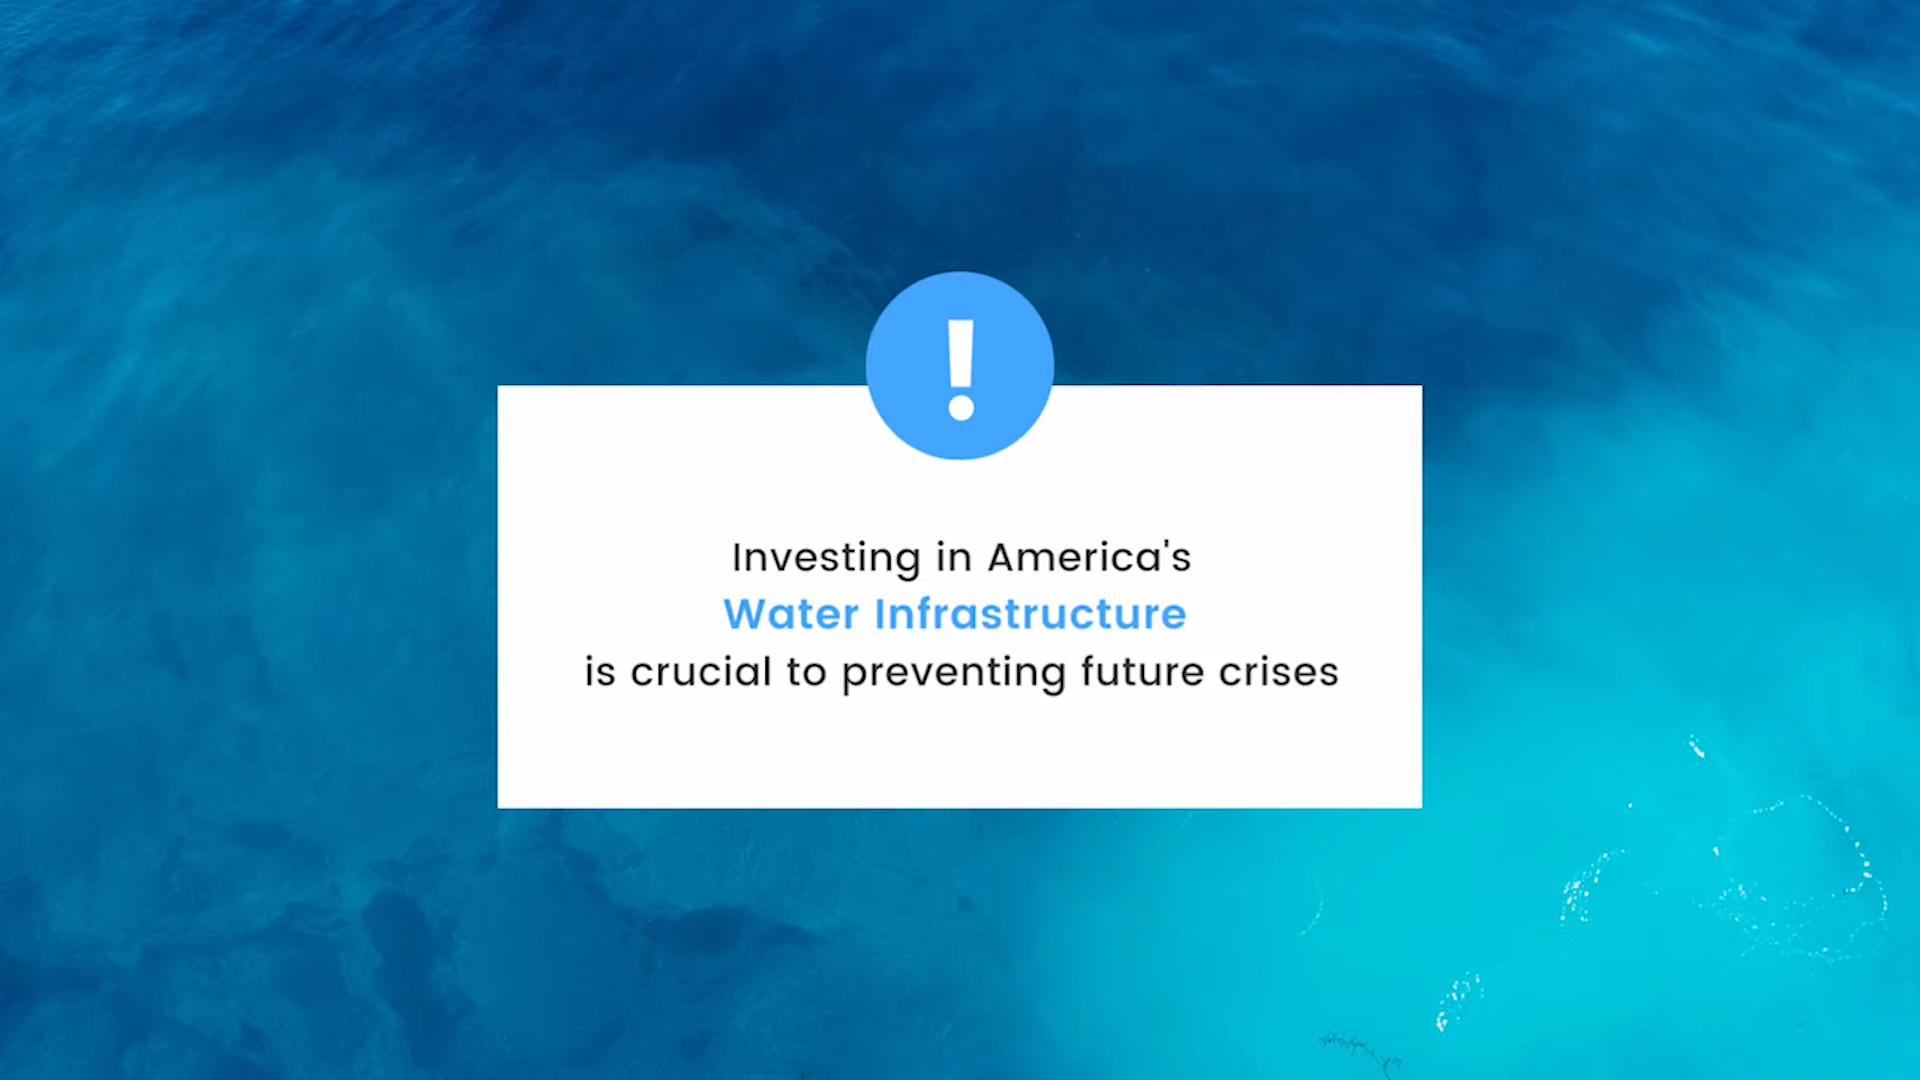 !
Investing in America's
Water Infrastructure
is crucial to preventing future crises